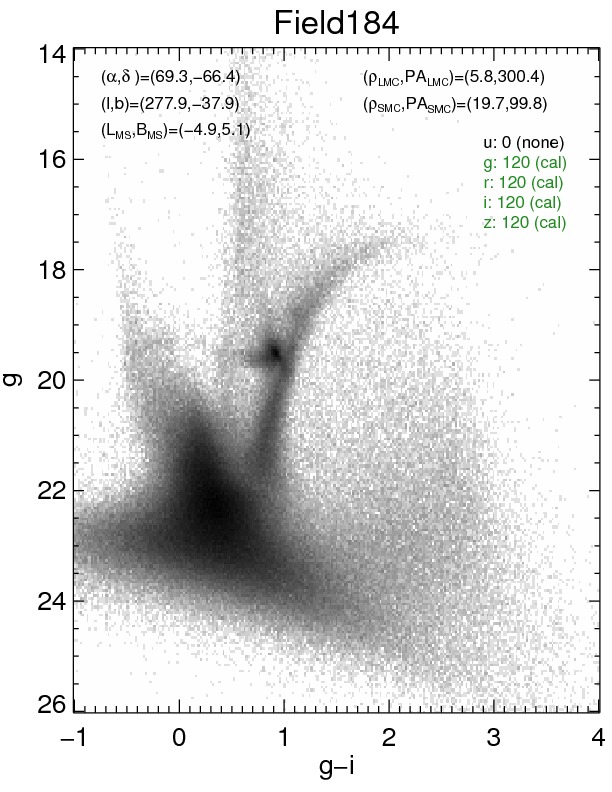 Field184
(α,δ )=(69.3,−66.4)
(ρLMC,PALMC)=(5.8,300.4)
(l,b)=(277.9,−37.9)
(ρSMC,PASMC)=(19.7,99.8)
(LMS,BMS)=(−4.9,5.1)
u: 0 (none)
g: 120 (cal)
r: 120 (cal)
i: 120 (cal)
z: 120 (cal)
14
16
18
20
22
24
26
g
−1 0 1 2 3 4
g−i